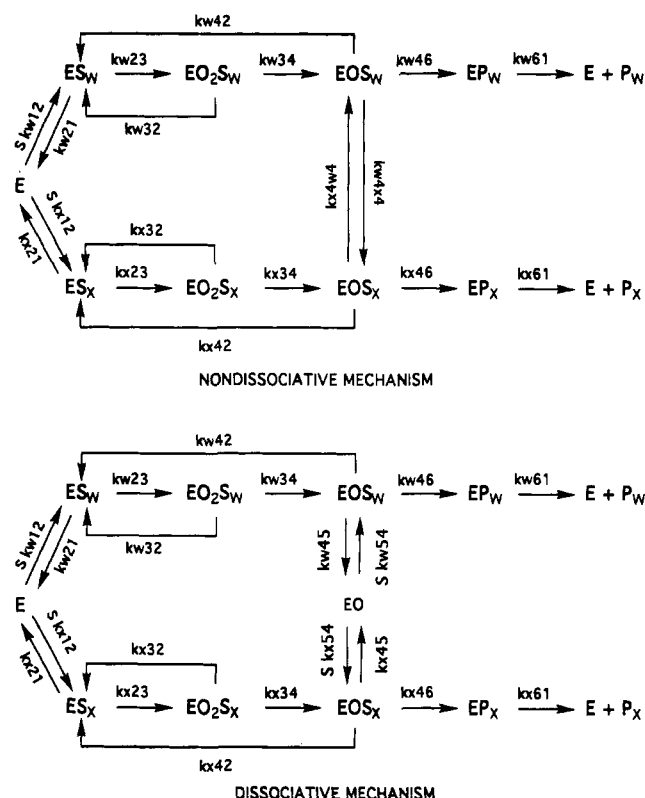 kw42
kw23 kw34 kw46 kw61
ESW EO2SW EOSW EPW E + PW
kw32
S kw12 kw21
E
kx4w4 kw4x4
S kx12 kx21
kx32
kx23 kx34 kx46 kx61
ESX EO2SX EOSX EPX E + PX
kx42
NONDISSOCIATIVE MECHANISM
kw42
kw23 kw34 kw46 kw61
ESW EO2SW EOSW EPW E + PW
kw32
S kw12 kw21
kw45 S kw54
E EO
S kx12 kx21
S kx54 kx45
kx32
kx23 kx34 kx46 kx61
ESX EO2SX EOSX EPX E + PX
kx42
DISSOCIATIVE MECHANISM